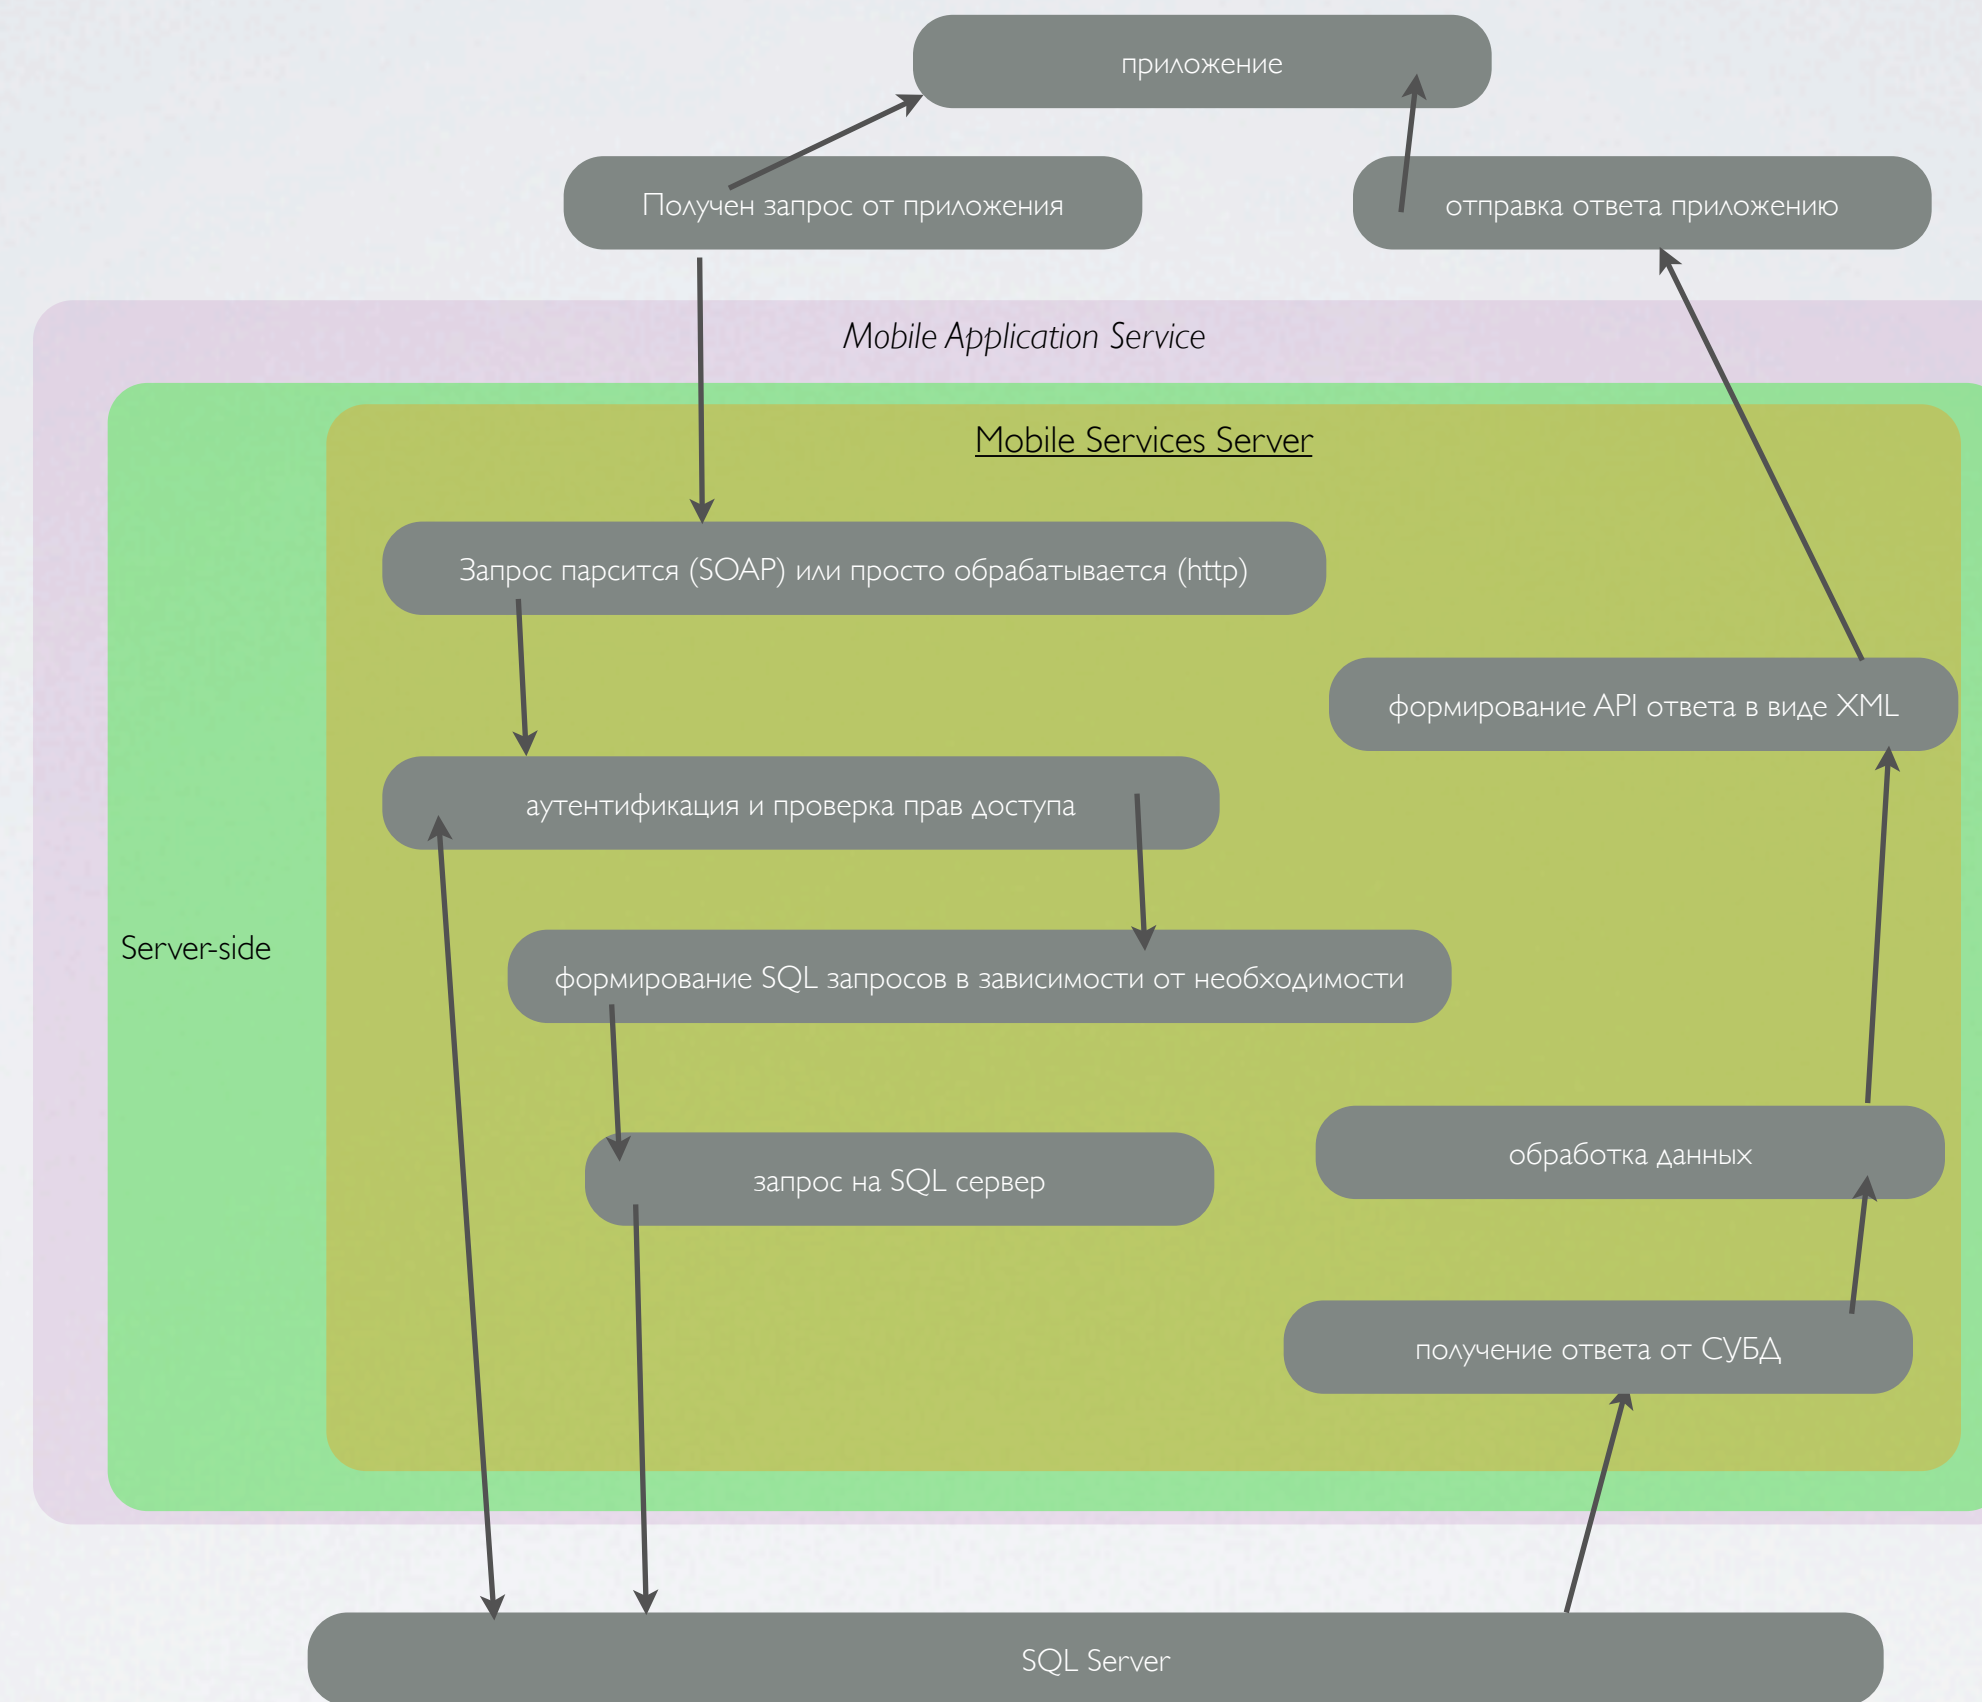 приложение
Получен запрос от приложения
отправка ответа приложению
Mobile Application Service
Mobile Services Server
Запрос парсится (SOAP) или просто обрабатывается (http)
формирование API ответа в виде XML
аутентификация и проверка прав доступа
Server-side
формирование SQL запросов в зависимости от необходимости
обработка данных
запрос на SQL сервер
получение ответа от СУБД
SQL Server